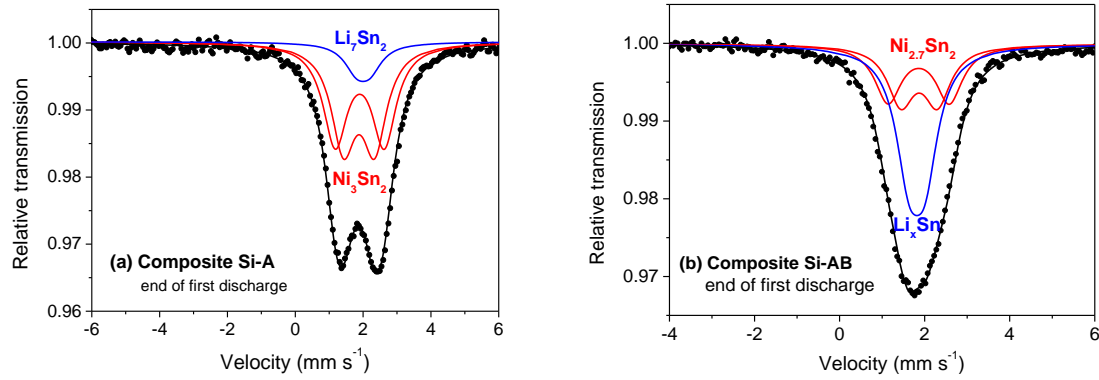 Relative transmission
1.00
0.99
0.98
0.97
0.96
Li₇Sn₂
Ni₃Sn₂
(a) Composite Si-A
end of first discharge
-6 -4 -2 0 2 4 6
Velocity (mm s⁻¹)
Relative transmission
1.00
0.99
0.98
0.97
Ni₂.₇Sn₂
LiₓSn
(b) Composite Si-AB
end of first discharge
-4 -2 0 2 4 6
Velocity (mm s⁻¹)